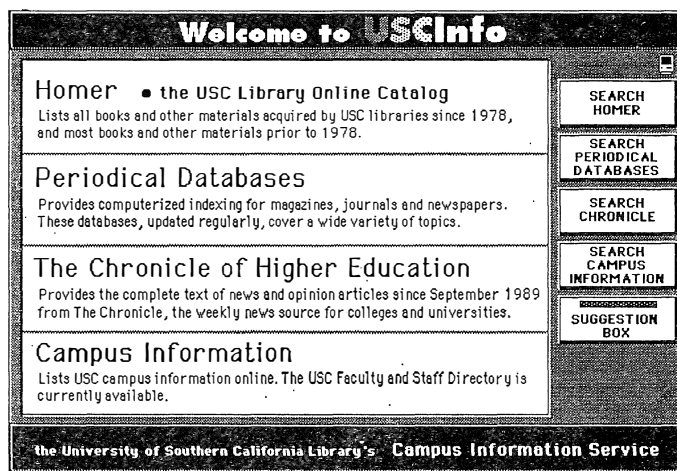 Welcome to USCInfo
Homer • the USC Library Online Catalog
Lists all books and other materials acquired by USC libraries since 1978,
and most books and other materials prior to 1978.
Periodical Databases
Provides computerized indexing for magazines, journals and newspapers.
These databases, updated regularly, cover a wide variety of topics.
The Chronicle of Higher Education
Provides the complete text of news and opinion articles since September 1989
from The Chronicle, the weekly news source for colleges and universities.
Campus Information
Lists USC campus information online. The USC Faculty and Staff Directory is
currently available.
SEARCH
HOMER
SEARCH
PERIODICAL
DATABASES
SEARCH
CHRONICLE
SEARCH
CAMPUS
INFORMATION
SUGGESTION
BOX
the University of Southern California Library's Campus Information Service